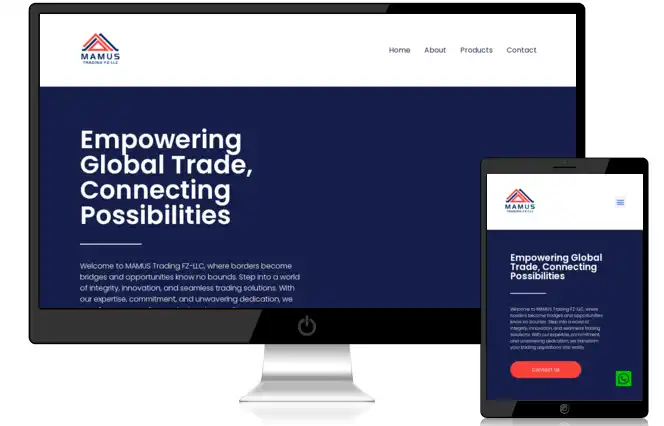 MAMUS
TRADING FZ-LLC
Home About Products Contact
Empowering
Global Trade,
Connecting
Possibilities
Welcome to MAMUS Trading FZ-LLC, where borders become
bridges and opportunities know no bounds. Step into a world
of integrity, innovation, and seamless trading solutions. With
our expertise, commitment, and unwavering dedication, we
MAMUS
TRADING FZ-LLC
Empowering Global
Trade, Connecting
Possibilities
Welcome to MAMUS Trading FZ-LLC, where
borders become bridges and opportunities
know no bounds. Step into a world of
integrity, innovation, and seamless trading
solutions. With our expertise, commitment,
and unwavering dedication, we transform
your trading aspirations into reality.
Contact Us